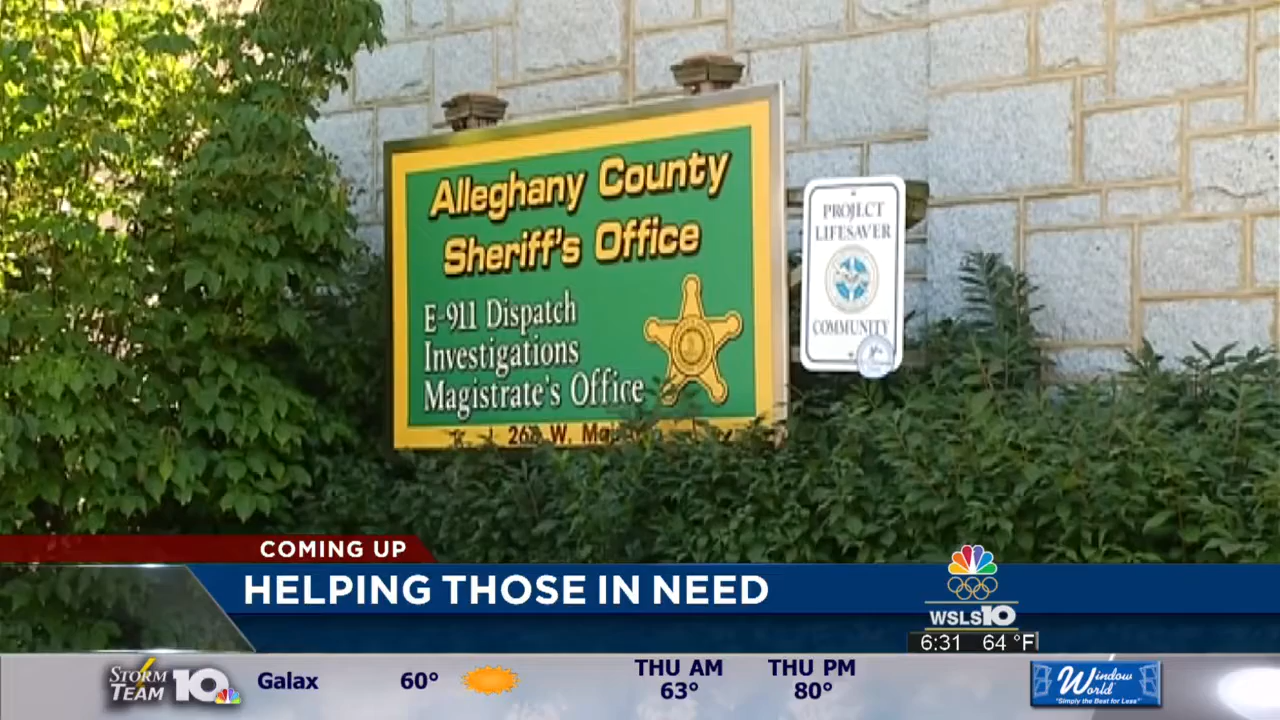 Alleghany County
Sheriff's Office
E-911 Dispatch
Investigations
Magistrate's Office
W.
PROJECT
LIFESAVER
COMMUNITY
COMING UP
HELPING THOSE IN NEED
WSLS10
6:31 64 °F
STORM
TEAM 10
Galax 60°
THU AM
63°
THU PM
80°
Window
World
"Simply the Best for Less"